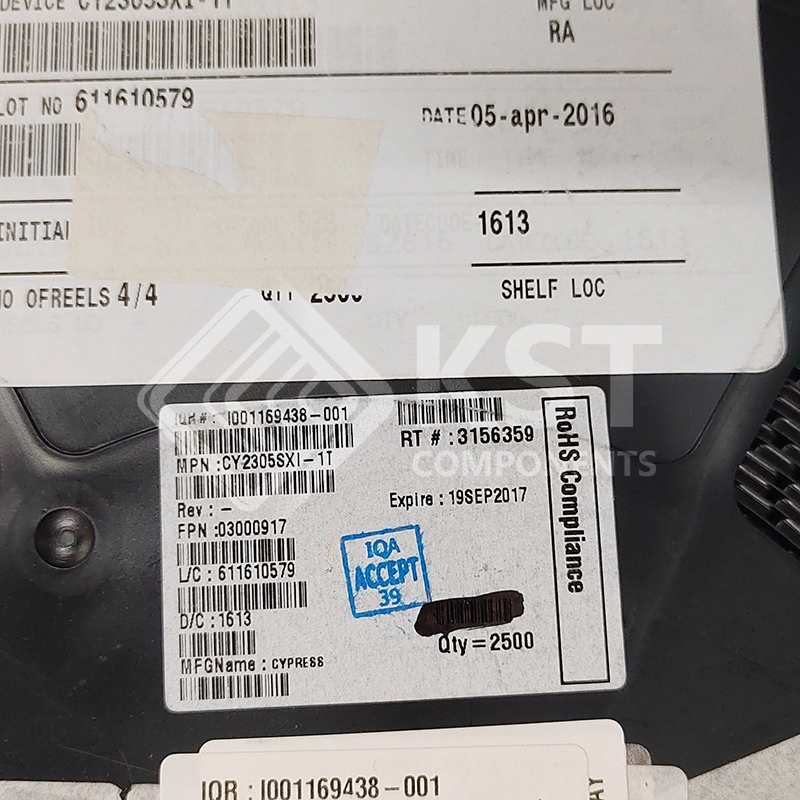 DEVICE CY2305SXI-1T
MFG LOC
RA
LOT NO 611610579
DATE 05-apr-2016
TIME
INITIAL
DATECODE
1613
NO OFREELS 4/4
QTY 2500
SHELF LOC
KST
COMPONENTS
IQR# : I001169438-001
RT # : 3156359
MPN : CY2305SXI-1T
Rev : -
Expire : 19SEP2017
FPN : 03000917
L/C : 611610579
IQA
ACCEPT
39
D/C : 1613
Qty = 2500
MFGName : CYPRESS
RoHS Compliance
IQR : I001169438-001